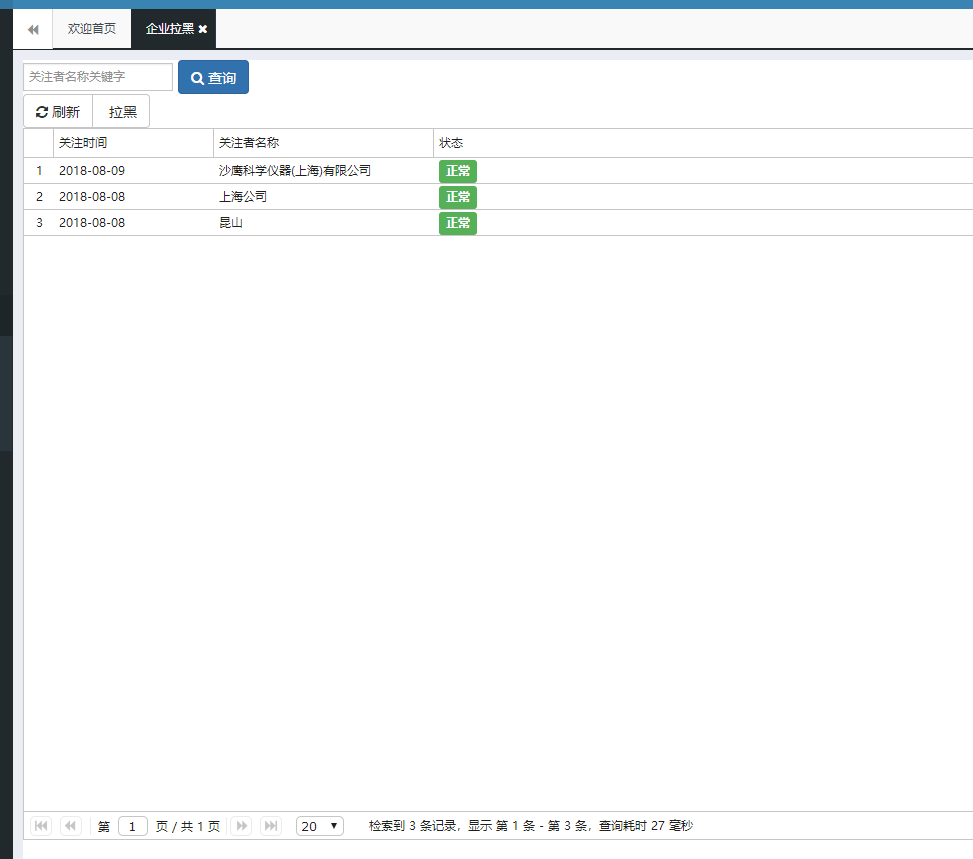 欢迎首页 企业拉黑
关注者名称关键字 查询
刷新 拉黑
关注时间 关注者名称 状态
1 2018-08-09 沙鹰科学仪器(上海)有限公司 正常
2 2018-08-08 上海公司 正常
3 2018-08-08 昆山 正常
第 1 页 / 共 1 页 20 检索到 3 条记录，显示 第 1 条 - 第 3 条，查询耗时 27 毫秒